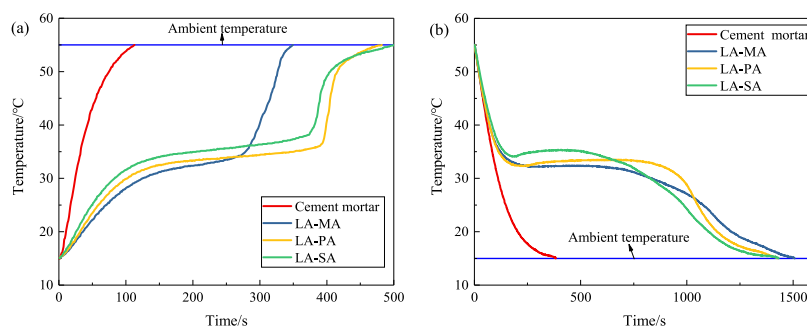 (a)
Ambient temperature
60
50
40
30
20
10
Temperature/°C
Cement mortar
LA-MA
LA-PA
LA-SA
0
100
200
300
400
500
Time/s
(b)
60
50
40
30
20
10
Temperature/°C
Cement mortar
LA-MA
LA-PA
LA-SA
Ambient temperature
0
500
1000
1500
Time/s